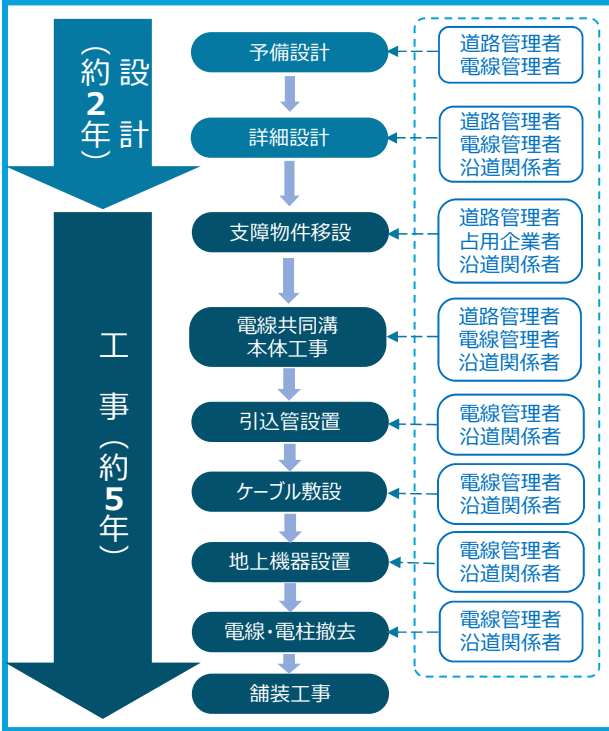 設計
（約2年）
予備設計
道路管理者
電線管理者
詳細設計
道路管理者
電線管理者
沿道関係者
工事（約5年）
支障物件移設
道路管理者
占用企業者
沿道関係者
電線共同溝
本体工事
道路管理者
電線管理者
沿道関係者
引込管設置
電線管理者
沿道関係者
ケーブル敷設
電線管理者
沿道関係者
地上機器設置
電線管理者
沿道関係者
電線・電柱撤去
電線管理者
沿道関係者
舗装工事